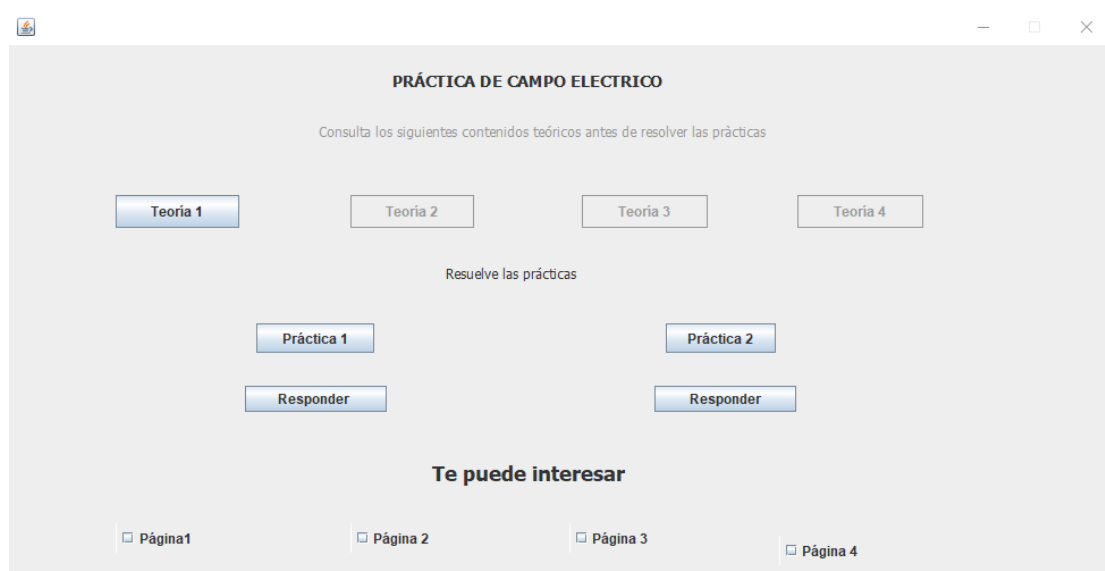 PRÁCTICA DE CAMPO ELECTRICO
Consulta los siguientes contenidos teóricos antes de resolver las pràcticas
Teoria 1 Teoria 2 Teoria 3 Teoria 4
Resuelve las prácticas
Práctica 1 Práctica 2
Responder Responder
Te puede interesar
Página1 Página 2 Página 3 Página 4